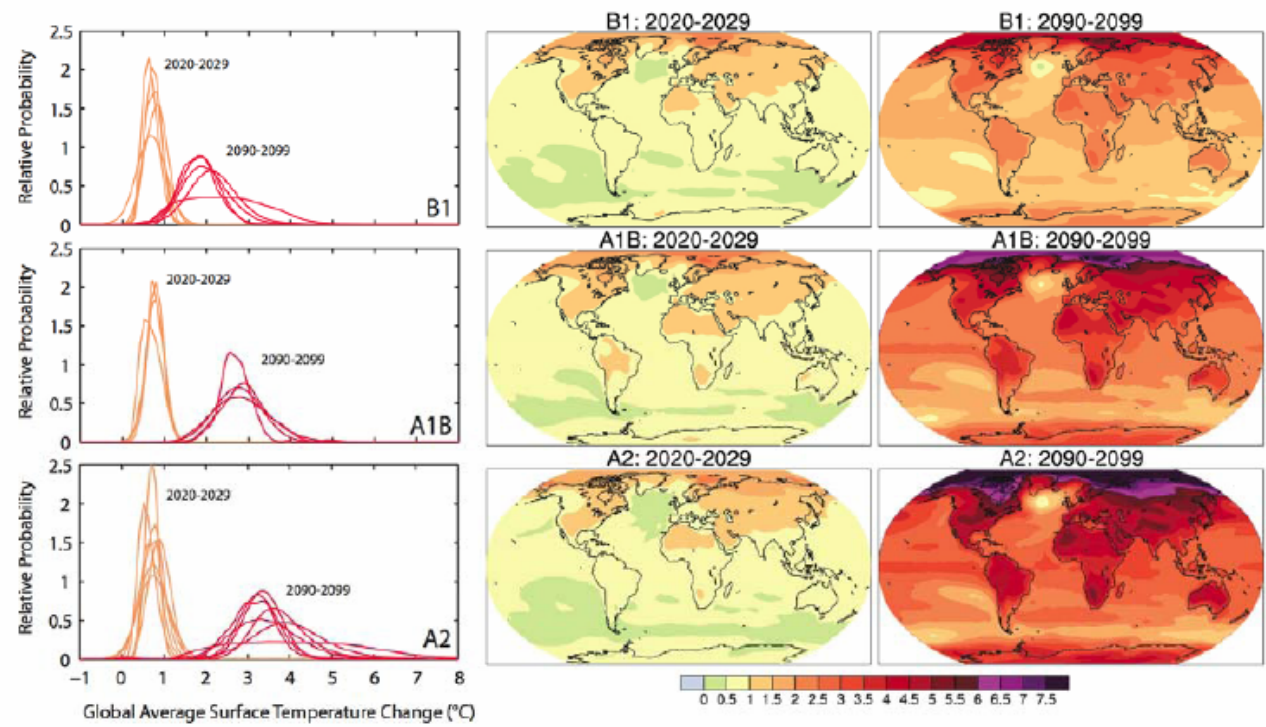 B1: 2020-2029
B1: 2090-2099
Relative Probability
2.5
2
1.5
1
0.5
0
2020-2029
2090-2099
B1
A1B: 2020-2029
A1B: 2090-2099
Relative Probability
2.5
2
1.5
1
0.5
0
2020-2029
2090-2099
A1B
A2: 2020-2029
A2: 2090-2099
Relative Probability
2.5
2
1.5
1
0.5
0
2020-2029
2090-2099
A2
−1 0 1 2 3 4 5 6 7 8
Global Average Surface Temperature Change (°C)
0 0.5 1 1.5 2 2.5 3 3.5 4 4.5 5 5.5 6 6.5 7 7.5